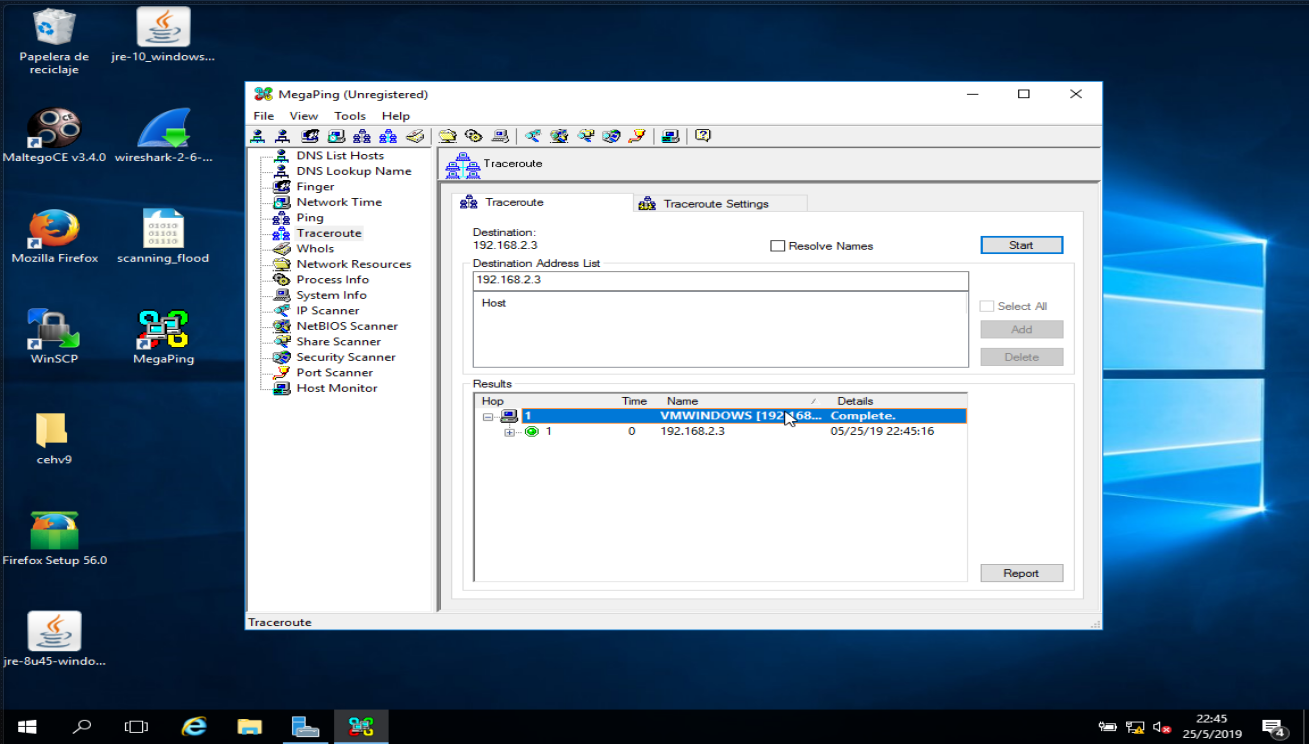 Papelera de
reciclaje
jre-10_windows...
MaltegoCE v3.4.0
wireshark-2-6-...
Mozilla Firefox
scanning_flood
WinSCP
MegaPing
cehv9
Firefox Setup 56.0
jre-8u45-windo...
MegaPing (Unregistered)
File View Tools Help
DNS List Hosts
DNS Lookup Name
Finger
Network Time
Ping
Traceroute
WhoIs
Network Resources
Process Info
System Info
IP Scanner
NetBIOS Scanner
Share Scanner
Security Scanner
Port Scanner
Host Monitor
Traceroute
Traceroute
Traceroute Settings
Destination:
192.168.2.3
Resolve Names
Start
Destination Address List
192.168.2.3
Host
Select All
Add
Delete
Results
Hop Time Name Details
1 VMWINDOWS [192.168... Complete.
1 0 192.168.2.3 05/25/19 22:45:16
Report
Traceroute
22:45
25/5/2019
4